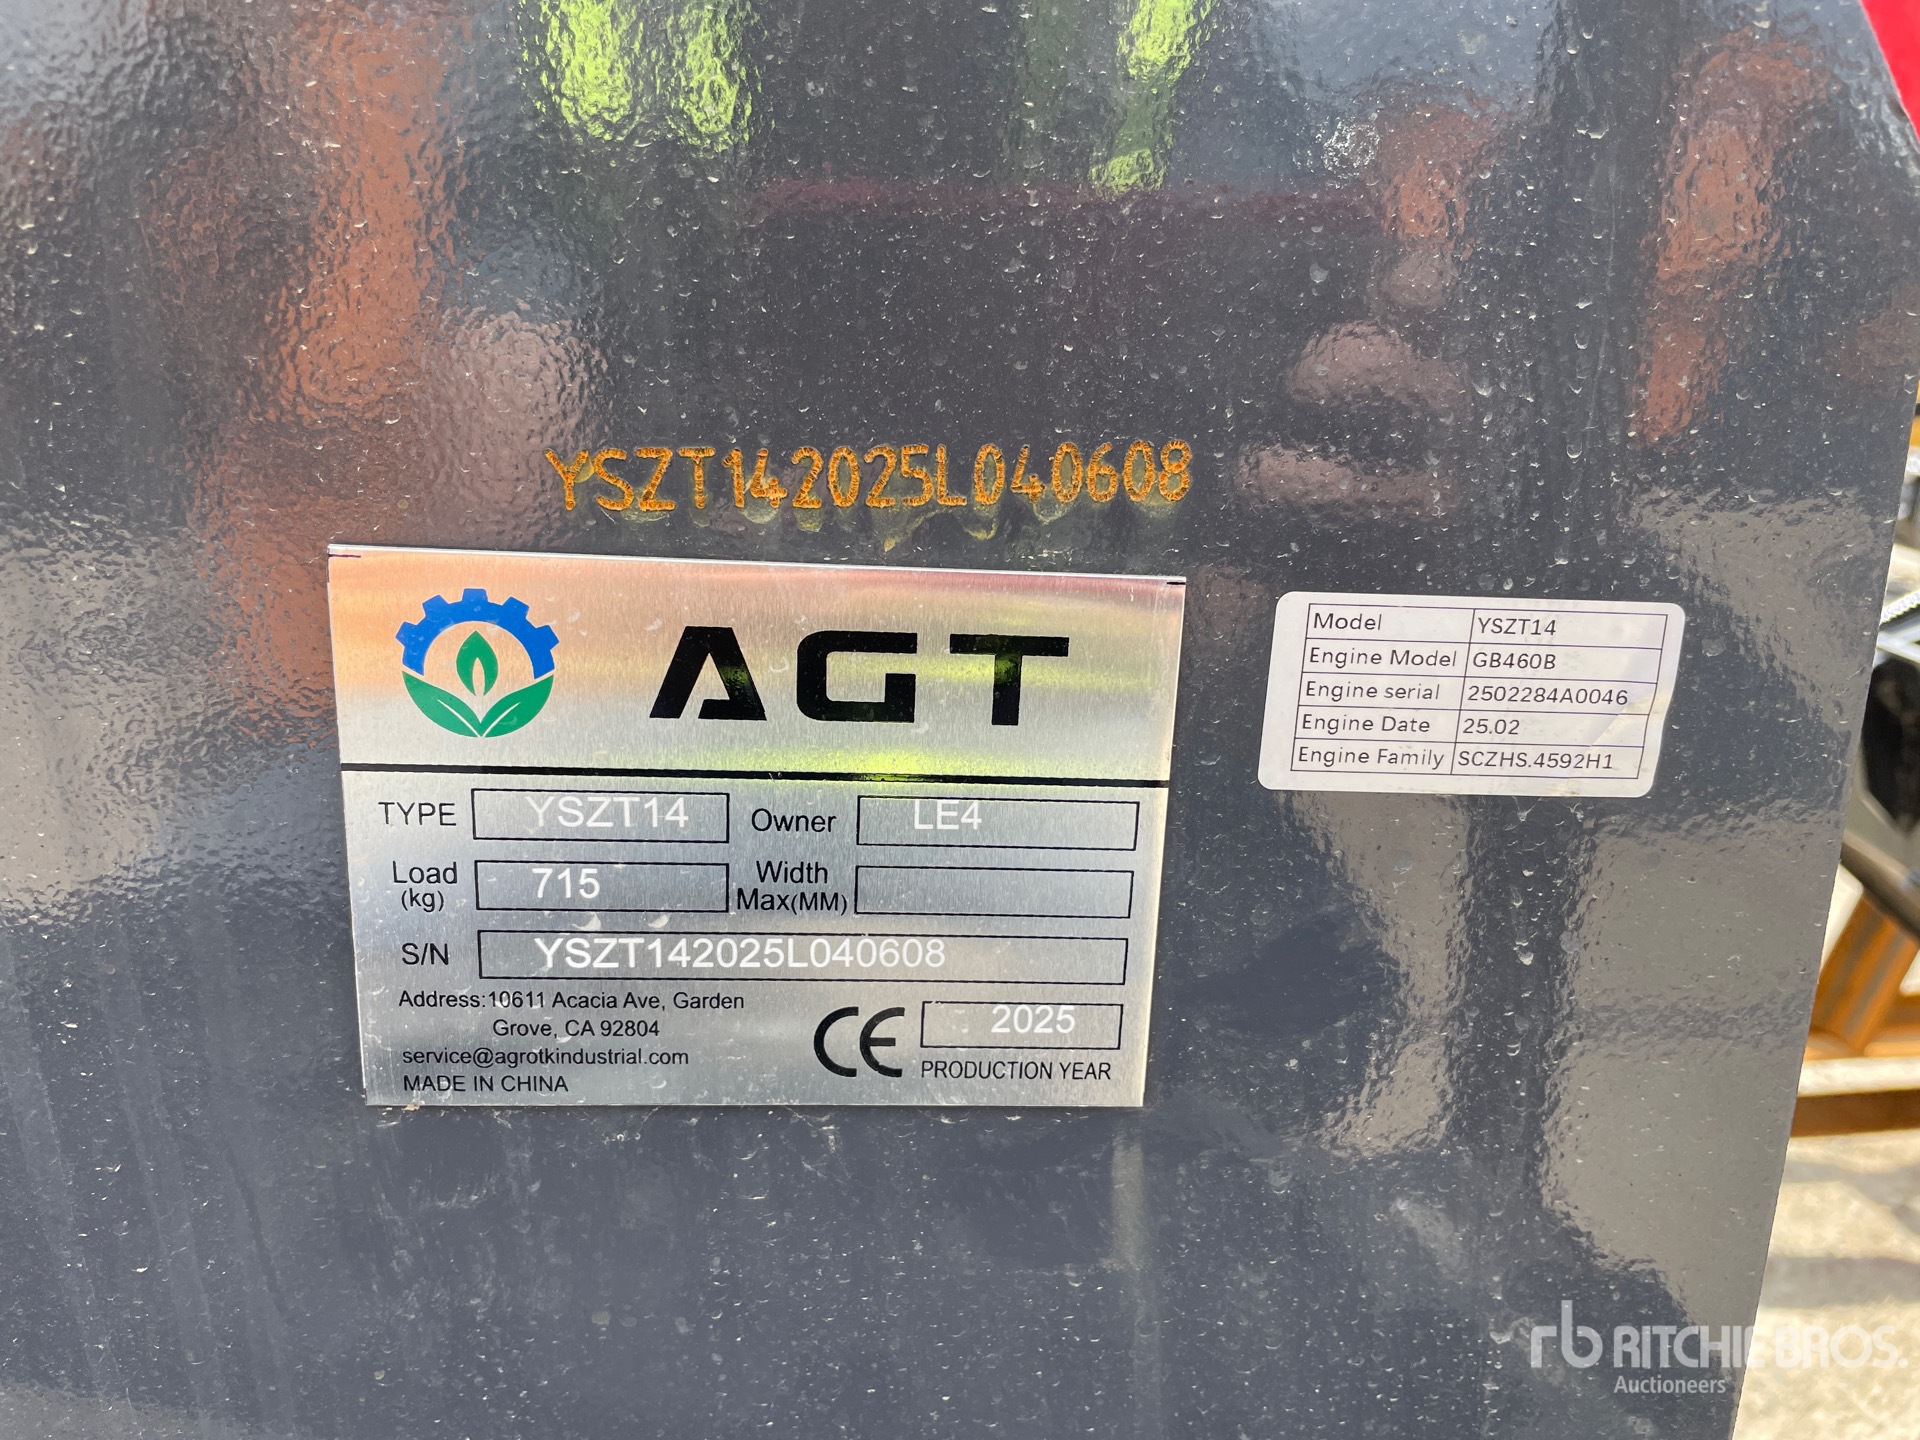 YSZT142025L040608
AGT
TYPE YSZT14 Owner LE4
Load (kg) 715 Width Max(MM)
S/N YSZT142025L040608
Address:10611 Acacia Ave, Garden
Grove, CA 92804
service@agrotkindustrial.com
MADE IN CHINA
CE 2025
PRODUCTION YEAR
Model YSZT14
Engine Model GB460B
Engine serial 2502284A0046
Engine Date 25.02
Engine Family SCZHS.4592H1
rb RITCHIE BROS.
Auctioneers